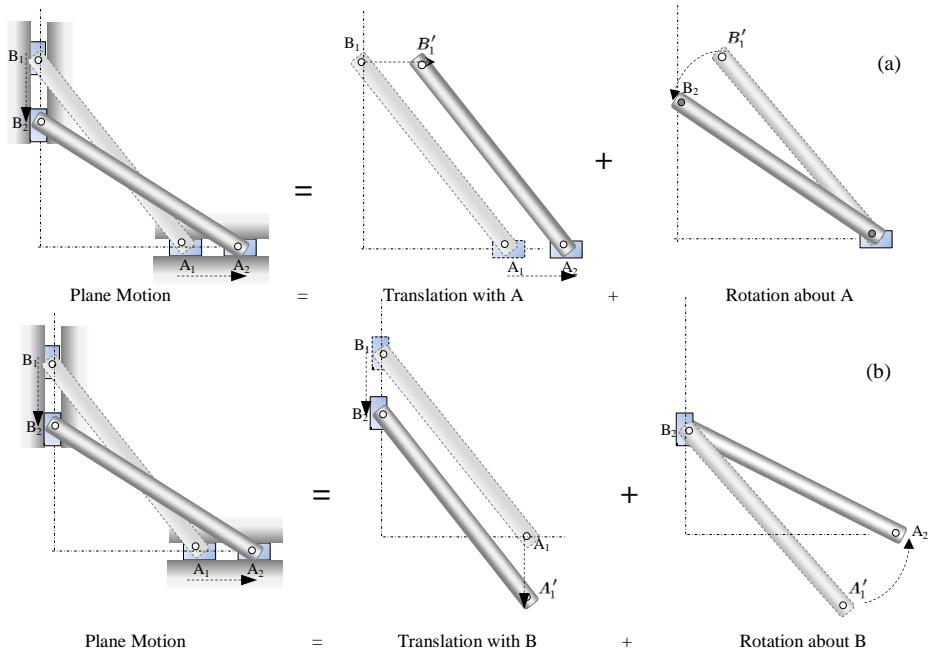 B₁
B₂
A₁ A₂
=
B₁ B₁′
A₁ A₂
+
B₁′
B₂
(a)
Plane Motion = Translation with A + Rotation about A
B₁
B₂
A₁ A₂
=
B₁
B₂
A₁
A₁′
+
(b)
B₂
A₂
A₁′
Plane Motion = Translation with B + Rotation about B